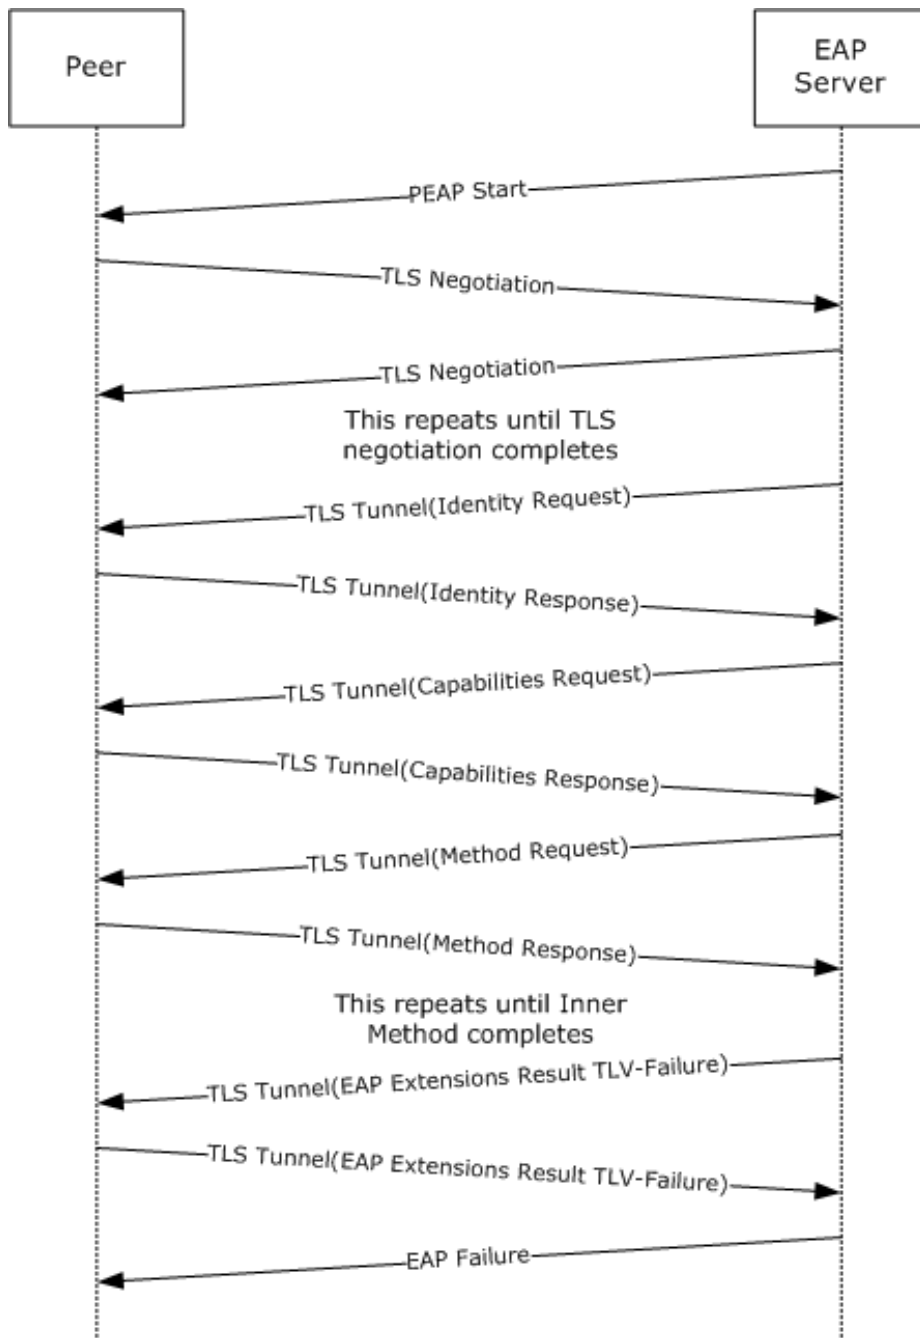 Peer
EAP
Server
PEAP Start
TLS Negotiation
TLS Negotiation
This repeats until TLS
negotiation completes
TLS Tunnel(Identity Request)
TLS Tunnel(Identity Response)
TLS Tunnel(Capabilities Request)
TLS Tunnel(Capabilities Response)
TLS Tunnel(Method Request)
TLS Tunnel(Method Response)
This repeats until Inner
Method completes
TLS Tunnel(EAP Extensions Result TLV-Failure)
TLS Tunnel(EAP Extensions Result TLV-Failure)
EAP Failure